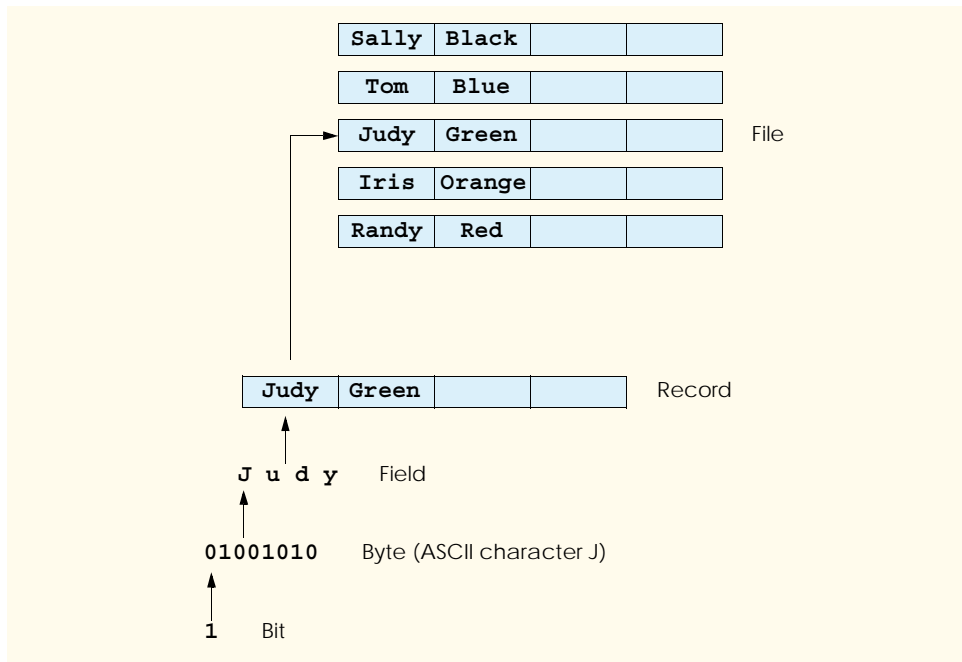 Sally Black
Tom Blue
Judy Green File
Iris Orange
Randy Red
Judy Green Record
J u d y Field
01001010 Byte (ASCII character J)
1 Bit